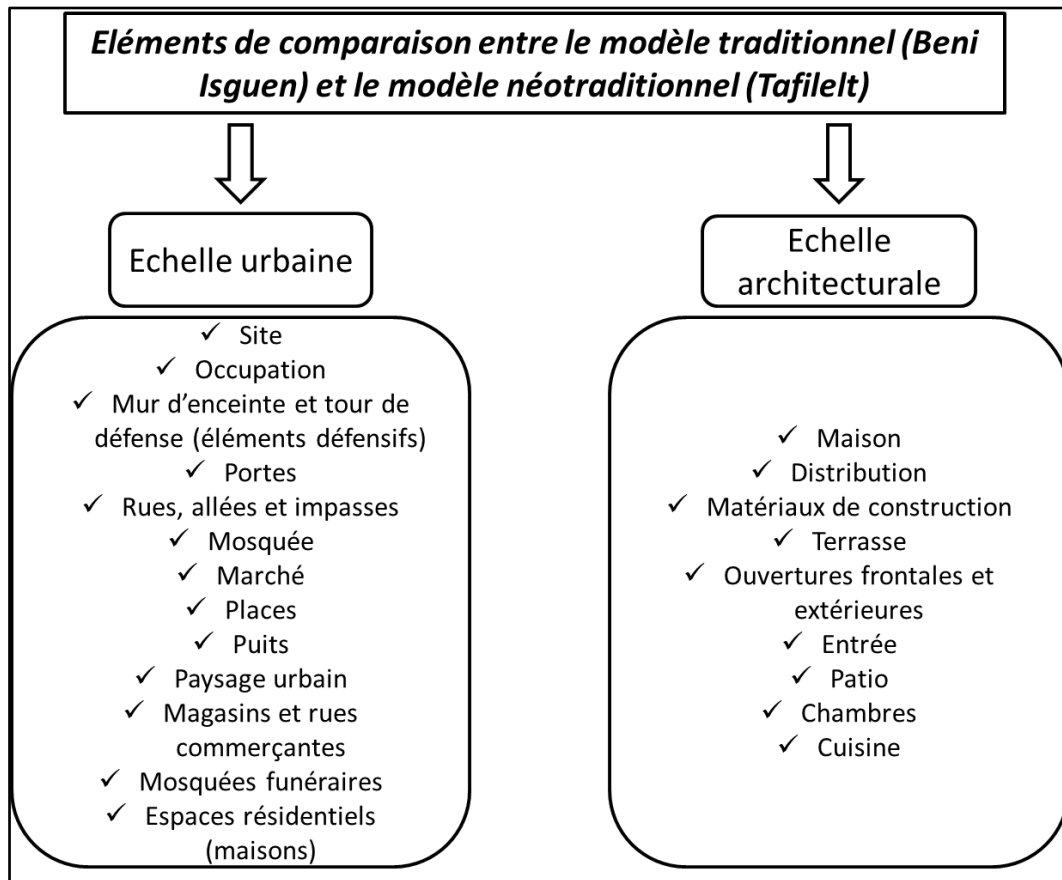 Eléments de comparaison entre le modèle traditionnel (Beni
Isguen) et le modèle néotraditionnel (Tafilelt)
Echelle urbaine
✓ Site
✓ Occupation
✓ Mur d'enceinte et tour de
défense (éléments défensifs)
✓ Portes
✓ Rues, allées et impasses
✓ Mosquée
✓ Marché
✓ Places
✓ Puits
✓ Paysage urbain
✓ Magasins et rues
commerçantes
✓ Mosquées funéraires
✓ Espaces résidentiels
(maisons)
Echelle
architecturale
✓ Maison
✓ Distribution
✓ Matériaux de construction
✓ Terrasse
✓ Ouvertures frontales et
extérieures
✓ Entrée
✓ Patio
✓ Chambres
✓ Cuisine